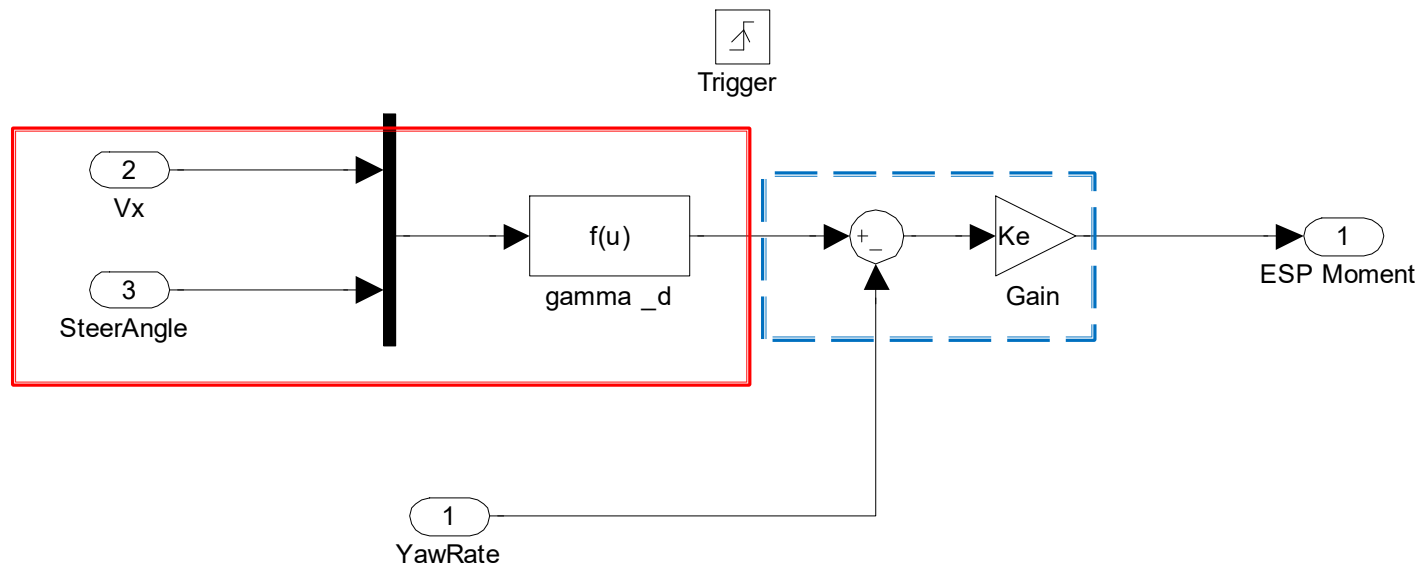 Trigger
2
Vx
f(u)
gamma _d
+
_
Ke
Gain
1
ESP Moment
3
SteerAngle
1
YawRate